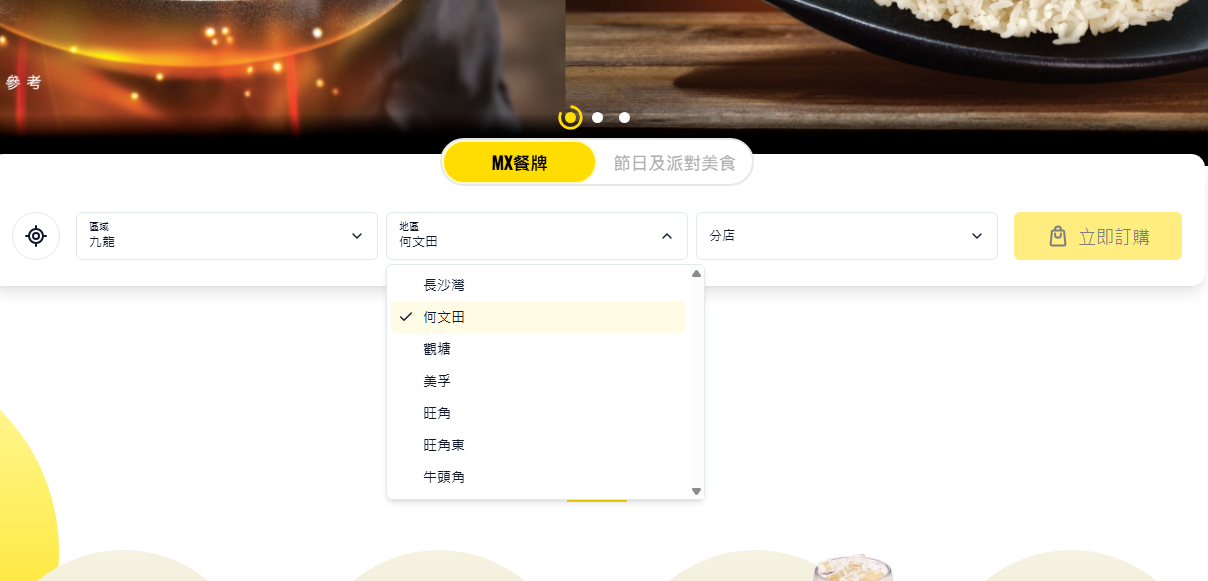 參考
MX餐牌
節日及派對美食
區域
九龍
地區
何文田
分店
立即訂購
長沙灣
何文田
觀塘
美孚
旺角
旺角東
牛頭角